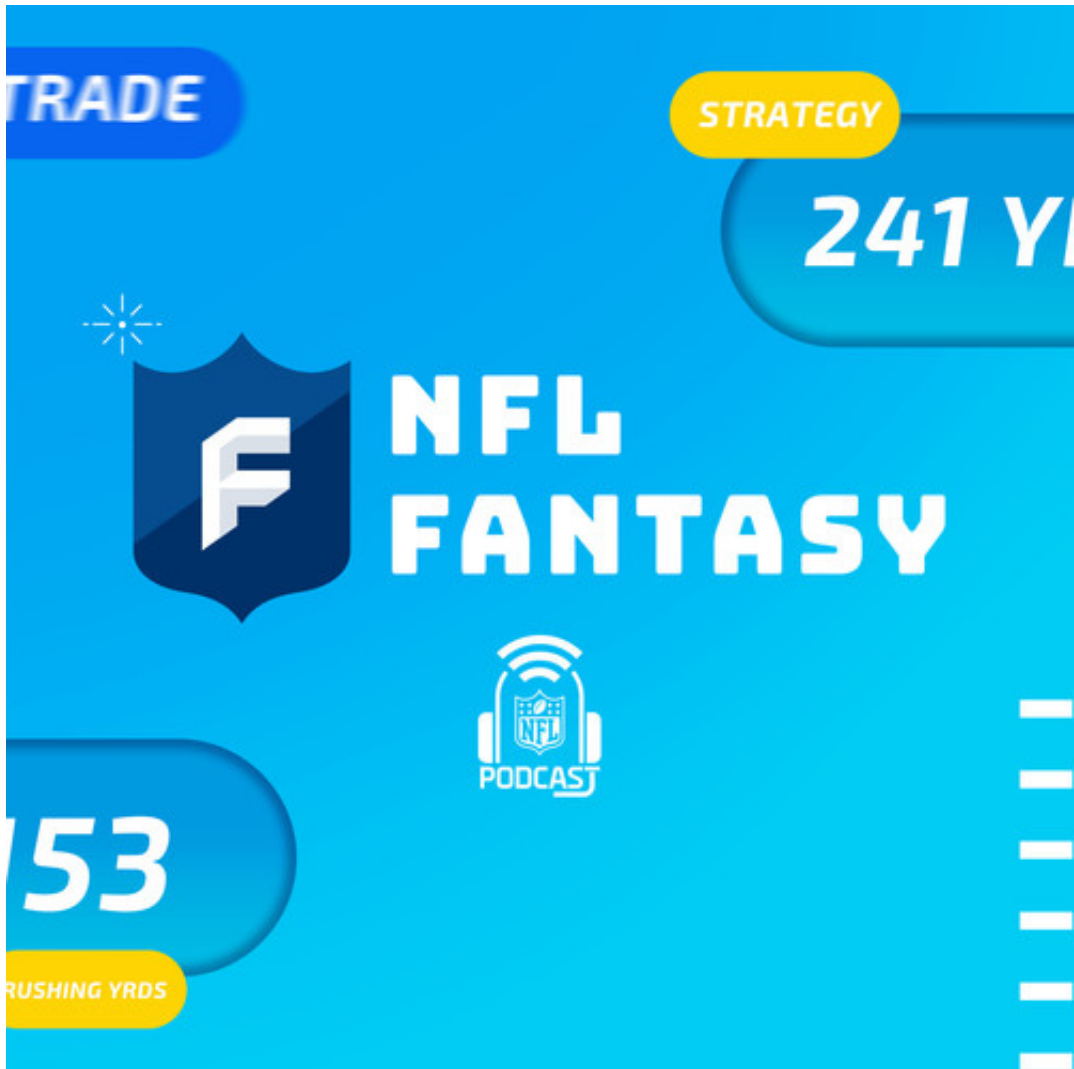 TRADE
STRATEGY
241
F
NFL
FANTASY
NFL
PODCAST
153
RUSHING YRDS